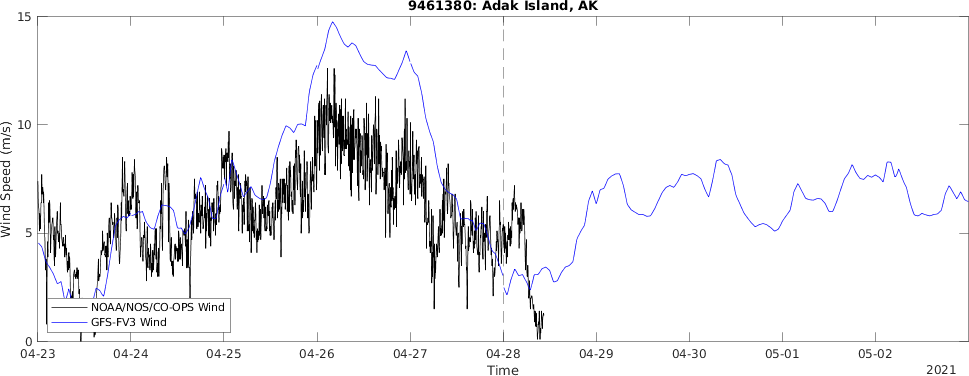 9461380: Adak Island, AK
Wind Speed (m/s)
15
10
5
0
NOAA/NOS/CO-OPS Wind
GFS-FV3 Wind
04-23 04-24 04-25 04-26 04-27 04-28 04-29 04-30 05-01 05-02
Time
2021